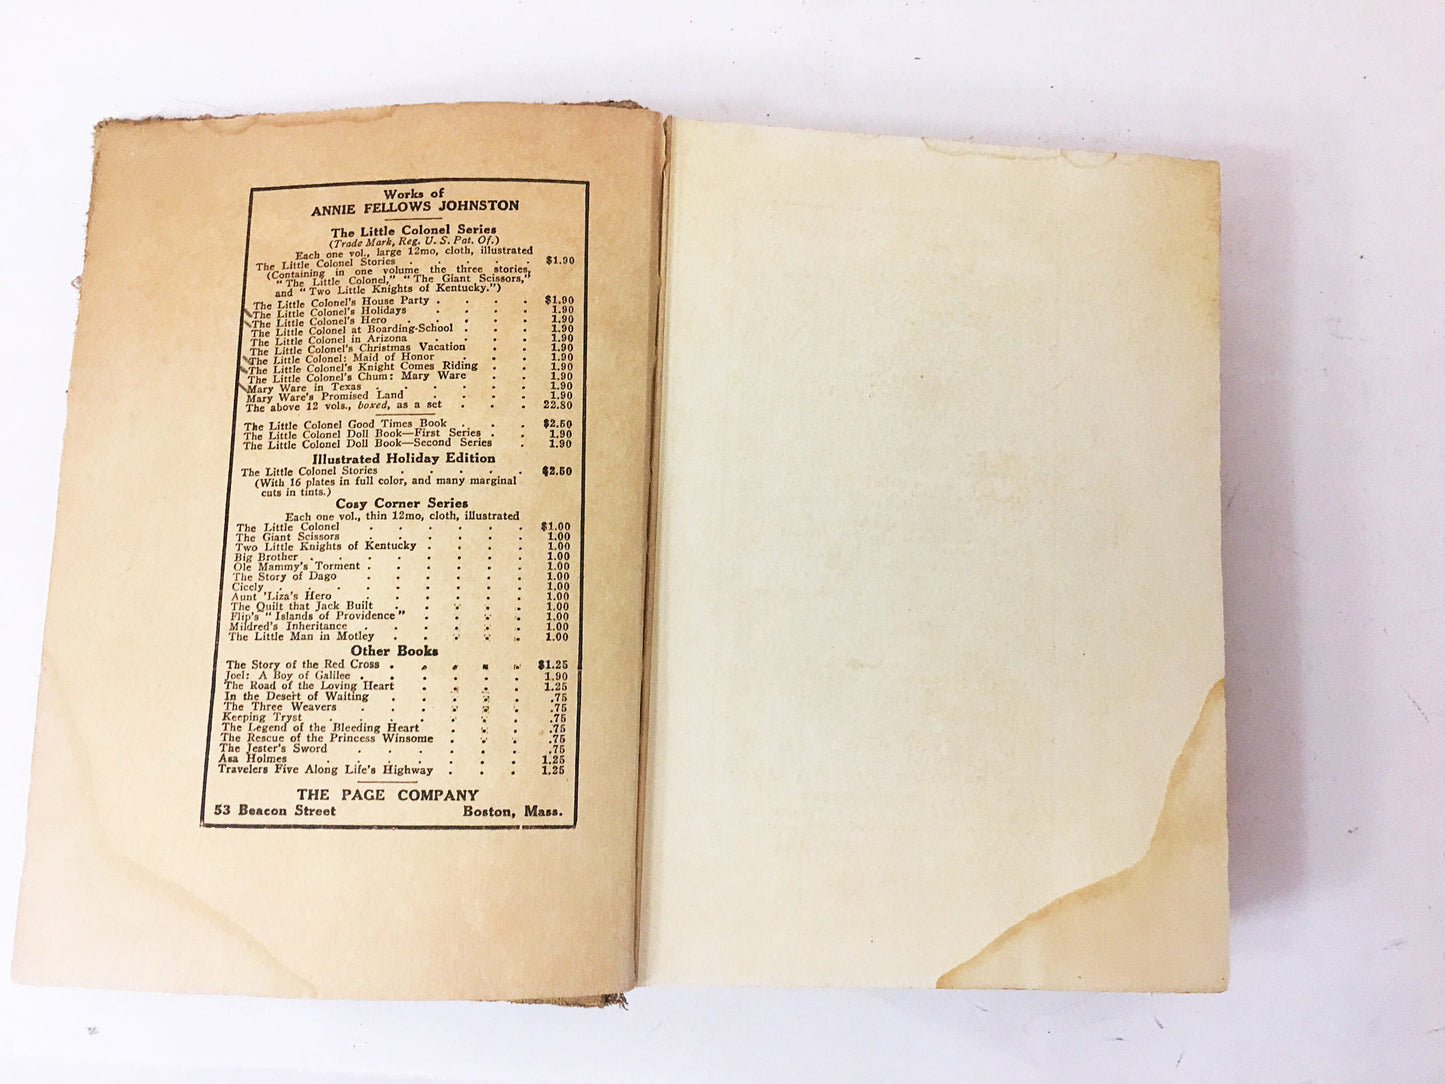 Works of
ANNIE FELLOWS JOHNSTON
The Little Colonel Series
(Trade Mark, Reg. U. S. Pat. Of.)
Each one vol., large 12mo, cloth, illustrated
The Little Colonel Stories . . . . . $1.90
(Containing in one volume the three stories,
"The Little Colonel," "The Giant Scissors,"
and "Two Little Knights of Kentucky.")
The Little Colonel's House Party . . . . $1.90
The Little Colonel's Holidays . . . . 1.90
The Little Colonel's Hero . . . . . 1.90
The Little Colonel at Boarding-School . . . 1.90
The Little Colonel in Arizona . . . . 1.90
The Little Colonel's Christmas Vacation . . 1.90
The Little Colonel: Maid of Honor . . . 1.90
The Little Colonel's Knight Comes Riding . . 1.90
The Little Colonel's Chum: Mary Ware . . 1.90
Mary Ware in Texas . . . . . . 1.90
Mary Ware's Promised Land . . . . 1.90
The above 12 vols., boxed, as a set . . . 22.80
The Little Colonel Good Times Book . . . $2.50
The Little Colonel Doll Book—First Series . . 1.90
The Little Colonel Doll Book—Second Series . 1.90
Illustrated Holiday Edition
The Little Colonel Stories . . . . . $2.50
(With 16 plates in full color, and many marginal
cuts in tints.)
Cosy Corner Series
Each one vol., thin 12mo, cloth, illustrated
The Little Colonel . . . . . . $1.00
The Giant Scissors . . . . . . 1.00
Two Little Knights of Kentucky . . . . 1.00
Big Brother . . . . . . . . 1.00
Ole Mammy's Torment . . . . . . 1.00
The Story of Dago . . . . . . 1.00
Cicely . . . . . . . . . 1.00
Aunt 'Liza's Hero . . . . . . 1.00
The Quilt that Jack Built . . . . . 1.00
Flip's "Islands of Providence" . . . . 1.00
Mildred's Inheritance . . . . . . 1.00
The Little Man in Motley . . . . . 1.00
Other Books
The Story of the Red Cross . . . . . $1.25
Joel: A Boy of Galilee . . . . . . 1.90
The Road of the Loving Heart . . . . 1.25
In the Desert of Waiting . . . . . .75
The Three Weavers . . . . . . .75
Keeping Tryst . . . . . . . .75
The Legend of the Bleeding Heart . . . .75
The Rescue of the Princess Winsome . . . .75
The Jester's Sword . . . . . . .75
Asa Holmes . . . . . . . 1.25
Travelers Five Along Life's Highway . . . 1.25
THE PAGE COMPANY
53 Beacon Street Boston, Mass.